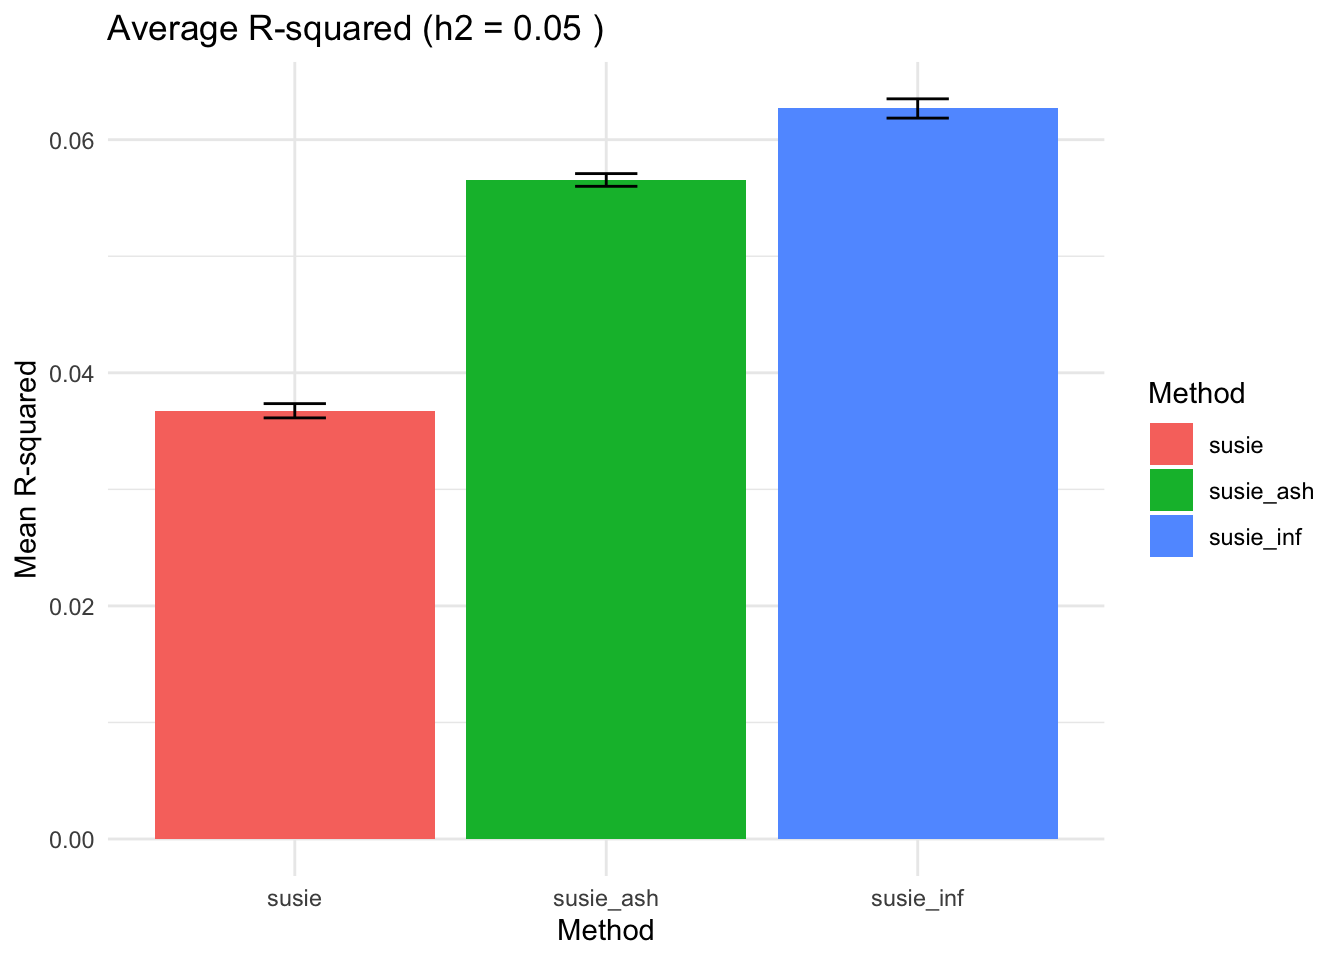 Average R-squared (h2 = 0.05 )
Mean R-squared
0.06
0.04
0.02
0.00
susie
susie_ash
susie_inf
Method
Method
susie
susie_ash
susie_inf